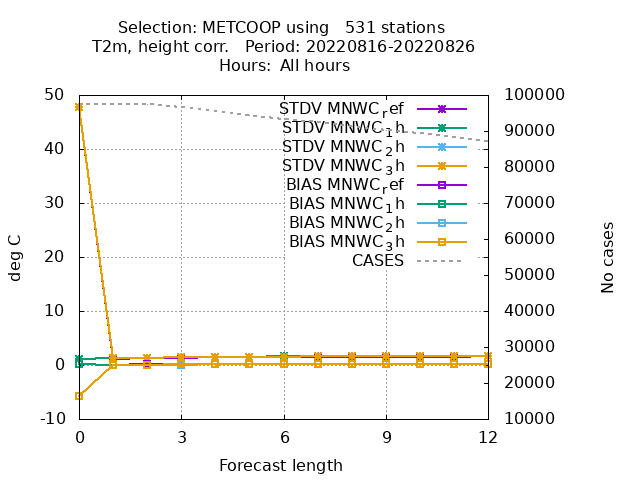 Selection: METCOOP using   531 stations
T2m, height corr.   Period: 20220816-20220826
Hours:  All hours
50
40
30
20
10
0
-10
deg C
100000
90000
80000
70000
60000
50000
40000
30000
20000
10000
No cases
STDV MNWC_ref
STDV MNWC_1h
STDV MNWC_2h
STDV MNWC_3h
BIAS MNWC_ref
BIAS MNWC_1h
BIAS MNWC_2h
BIAS MNWC_3h
CASES
0 3 6 9 12
Forecast length